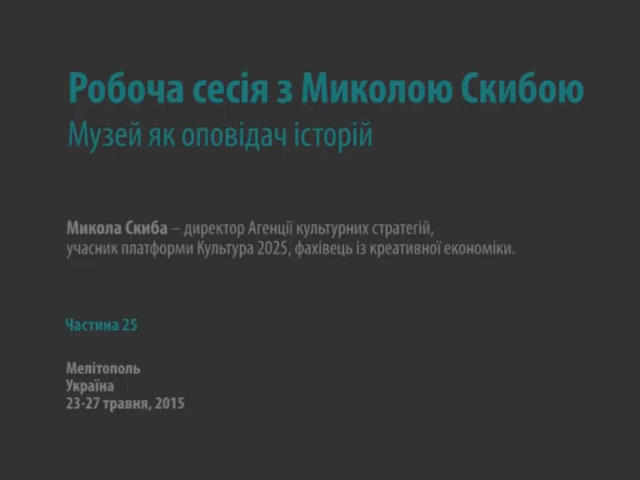 Робоча сесія з Миколою Скибою
Музей як оповідач історій
Микола Скиба – директор Агенції культурних стратегій,
учасник платформи Культура 2025, фахівець із креативної економіки.
Частина 25
Мелітополь
Україна
23-27 травня, 2015